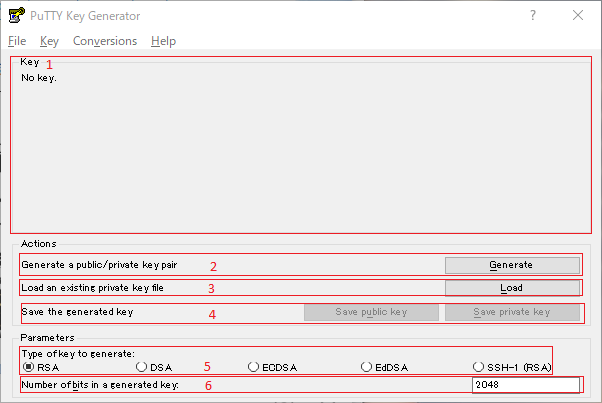 PuTTY Key Generator ? ×
File Key Conversions Help
Key 1
No key.
Actions
Generate a public/private key pair 2 Generate
Load an existing private key file 3 Load
Save the generated key 4 Save public key Save private key
Parameters
Type of key to generate:
RSA DSA 5 ECDSA EdDSA SSH-1 (RSA)
Number of bits in a generated key: 6 2048